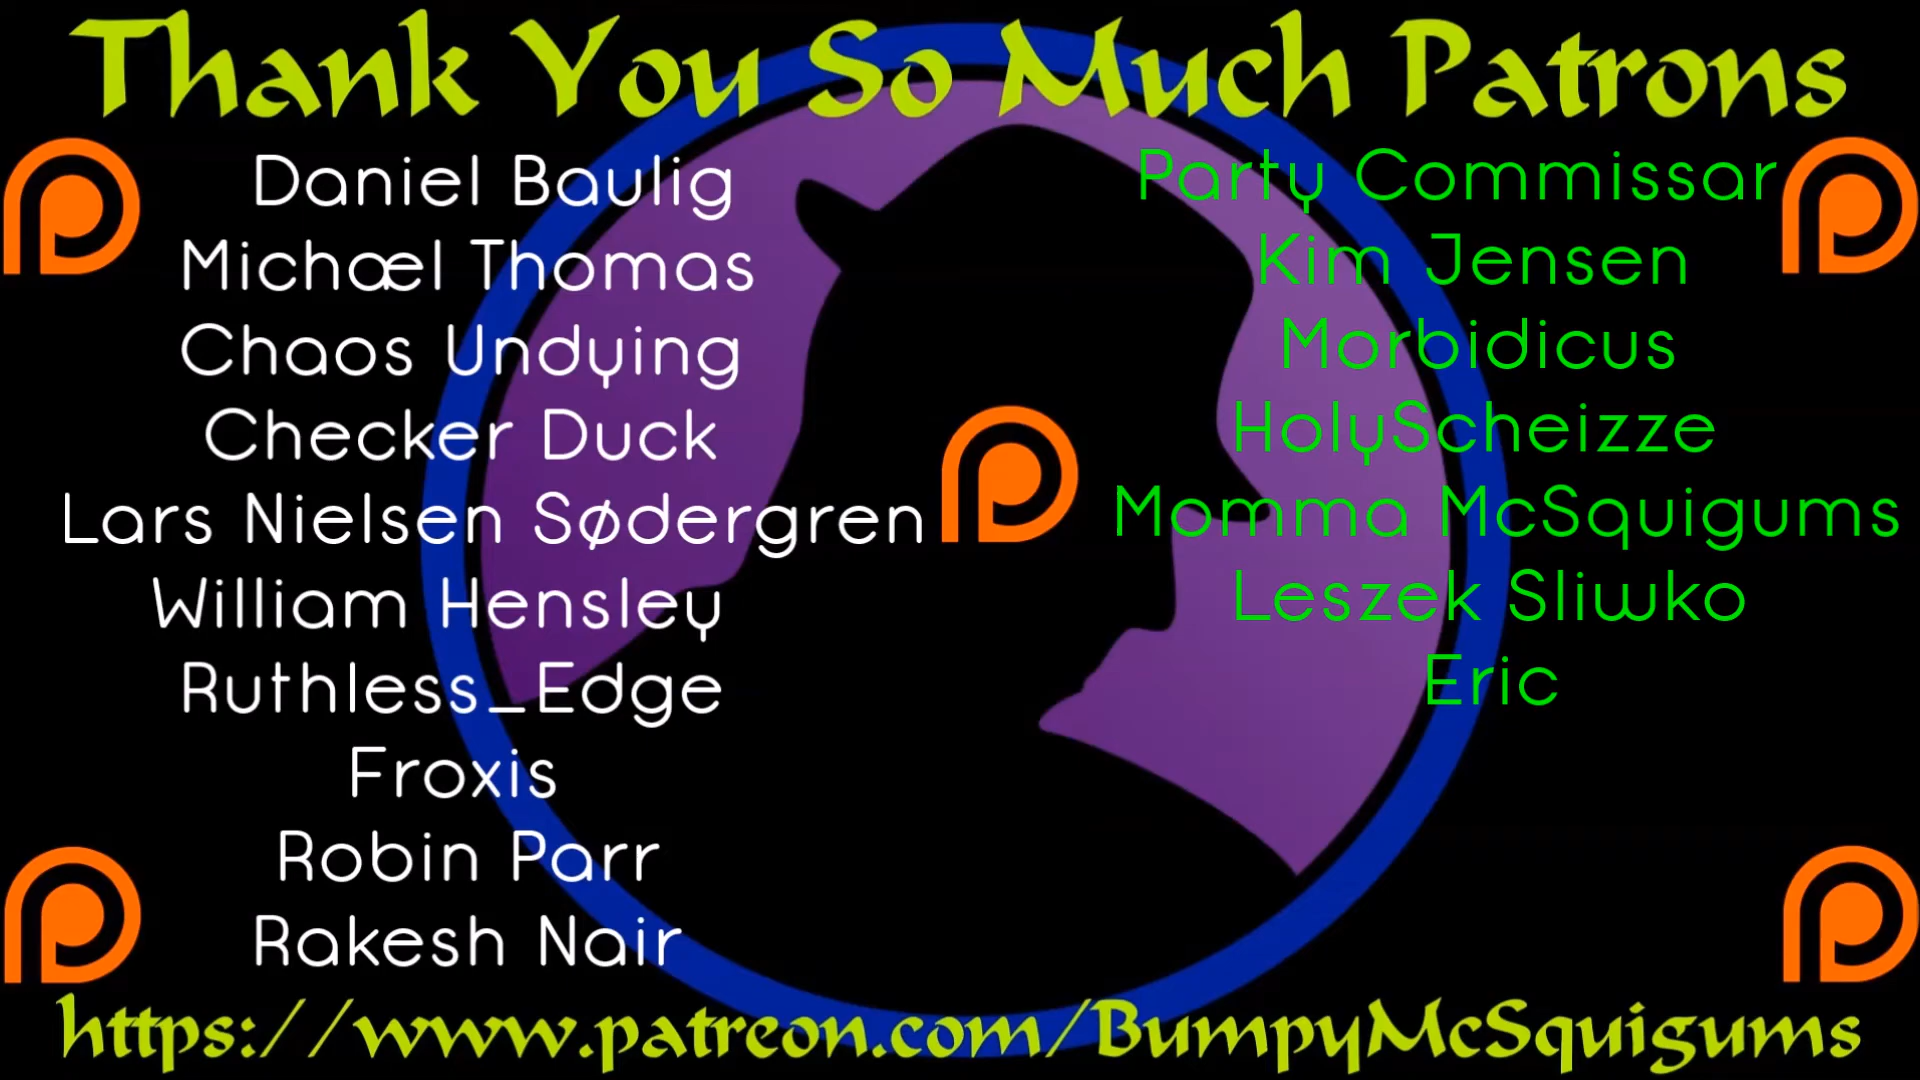 Thank You So Much Patrons
Daniel Baulig
Michael Thomas
Chaos Undying
Checker Duck
Lars Nielsen Sødergren
William Hensley
Ruthless_Edge
Froxis
Robin Parr
Rakesh Nair
Party Commissar
Kim Jensen
Morbidicus
HolyScheizze
Momma McSquigums
Leszek Sliwko
Eric
https://www.patreon.com/BumpyMcSquigums